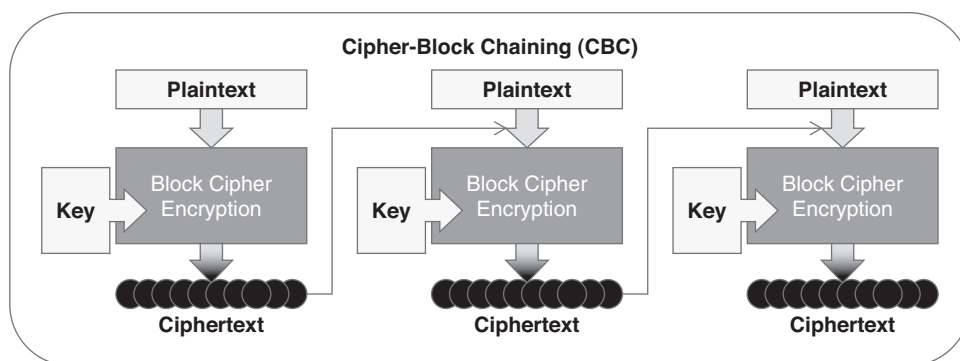 Cipher-Block Chaining (CBC)
Plaintext
Plaintext
Plaintext
Key
Block Cipher
Encryption
Key
Block Cipher
Encryption
Key
Block Cipher
Encryption
Ciphertext
Ciphertext
Ciphertext